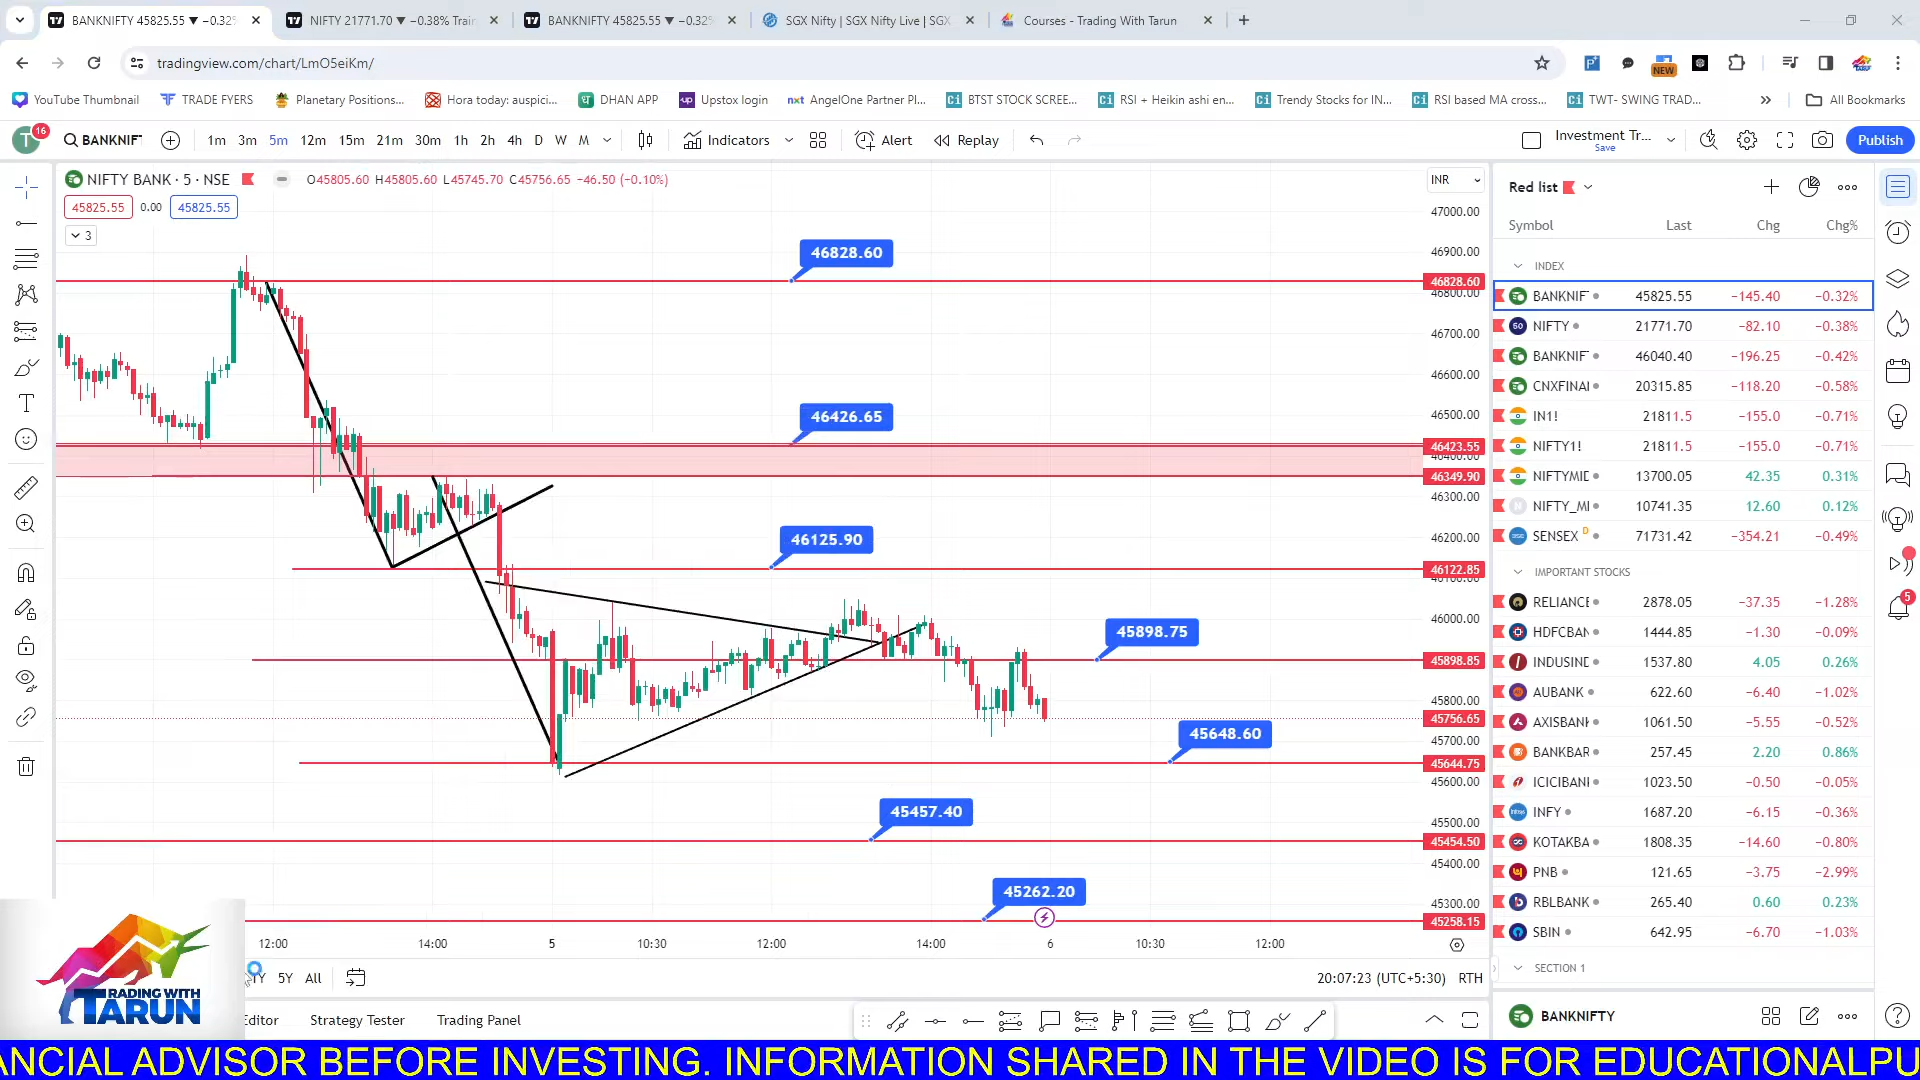 BANKNIFTY 45825.55 ▼ −0.32%
NIFTY 21771.70 ▼ −0.38% Train
BANKNIFTY 45825.55 ▼ −0.32%
SGX Nifty | SGX Nifty Live | SGX
Courses - Trading With Tarun
tradingview.com/chart/LmO5eiKm/
NEW
YouTube Thumbnail
TRADE FYERS
Planetary Positions...
Hora today: auspici...
DHAN APP
Upstox login
AngelOne Partner Pl...
BTST STOCK SCREE...
RSI + Heikin ashi en...
Trendy Stocks for IN...
RSI based MA cross...
TWT- SWING TRAD...
All Bookmarks
T 16
BANKNIF
1m 3m 5m 12m 15m 21m 30m 1h 2h 4h D W M
Indicators
Alert
Replay
Investment Tr...
Save
Publish
NIFTY BANK · 5 · NSE
O45805.60 H45805.60 L45745.70 C45756.65 −46.50 (−0.10%)
45825.55 0.00 45825.55
3
INR
47000.00
46900.00
46828.60
46828.60
46800.00
46700.00
46600.00
46500.00
46426.65
46423.55
46400.00
46349.90
46300.00
46200.00
46125.90
46122.85
46100.00
46000.00
45898.75
45898.85
45800.00
45756.65
45700.00
45648.60
45644.75
45600.00
45500.00
45457.40
45454.50
45400.00
45300.00
45262.20
45258.15
12:00 14:00 5 10:30 12:00 14:00 6 10:30 12:00
1Y 5Y All
20:07:23 (UTC+5:30) RTH
Editor
Strategy Tester
Trading Panel
Red list
Symbol Last Chg Chg%
INDEX
BANKNIF 45825.55 −145.40 −0.32%
NIFTY 21771.70 −82.10 −0.38%
BANKNIF 46040.40 −196.25 −0.42%
CNXFINAI 20315.85 −118.20 −0.58%
IN1! 21811.5 −155.0 −0.71%
NIFTY1! 21811.5 −155.0 −0.71%
NIFTYMID 13700.05 42.35 0.31%
NIFTY_MI 10741.35 12.60 0.12%
SENSEX D 71731.42 −354.21 −0.49%
IMPORTANT STOCKS
RELIANCE 2878.05 −37.35 −1.28%
HDFCBAN 1444.85 −1.30 −0.09%
INDUSIND 1537.80 4.05 0.26%
AUBANK 622.60 −6.40 −1.02%
AXISBANK 1061.50 −5.55 −0.52%
BANKBAR 257.45 2.20 0.86%
ICICIBANI 1023.50 −0.50 −0.05%
INFY 1687.20 −6.15 −0.36%
KOTAKBA 1808.35 −14.60 −0.80%
PNB 121.65 −3.75 −2.99%
RBLBANK 265.40 0.60 0.23%
SBIN 642.95 −6.70 −1.03%
SECTION 1
BANKNIFTY
5
TRADING WITH
TARUN
ANCIAL ADVISOR BEFORE INVESTING. INFORMATION SHARED IN THE VIDEO IS FOR EDUCATIONALPU